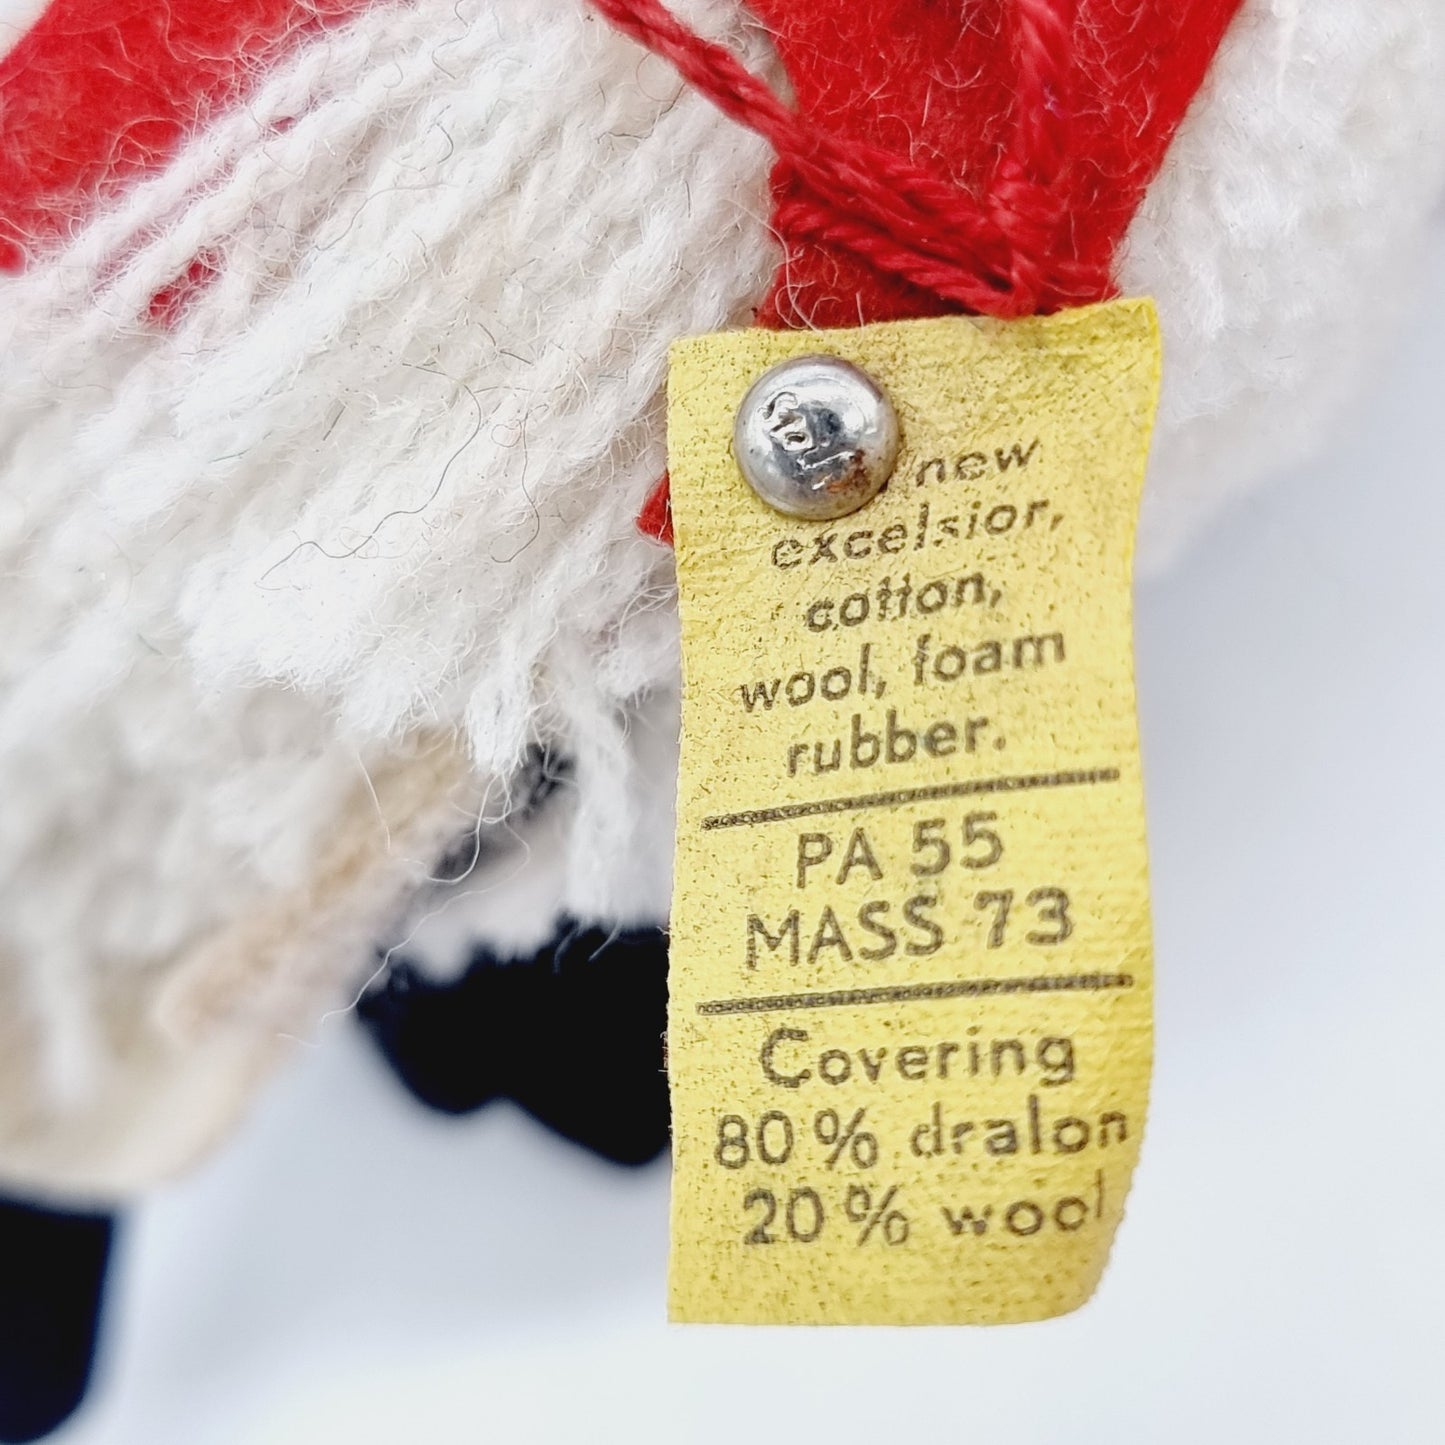 new
excelsior,
cotton,
wool, foam
rubber.
PA 55
MASS 73
Covering
80 % dralon
20 % wool